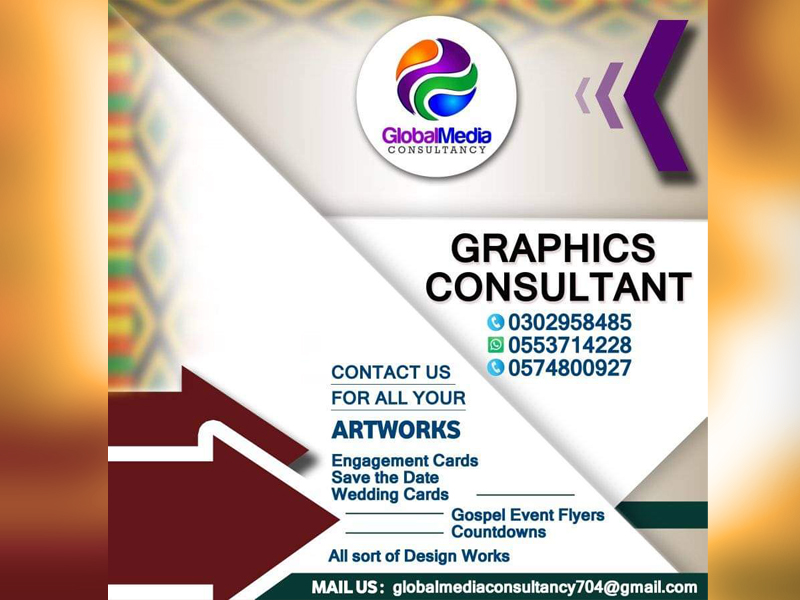 GlobalMedia
CONSULTANCY
GRAPHICS
CONSULTANT
0302958485
0553714228
0574800927
CONTACT US
FOR ALL YOUR
ARTWORKS
Engagement Cards
Save the Date
Wedding Cards
Gospel Event Flyers
Countdowns
All sort of Design Works
MAIL US : globalmediaconsultancy704@gmail.com